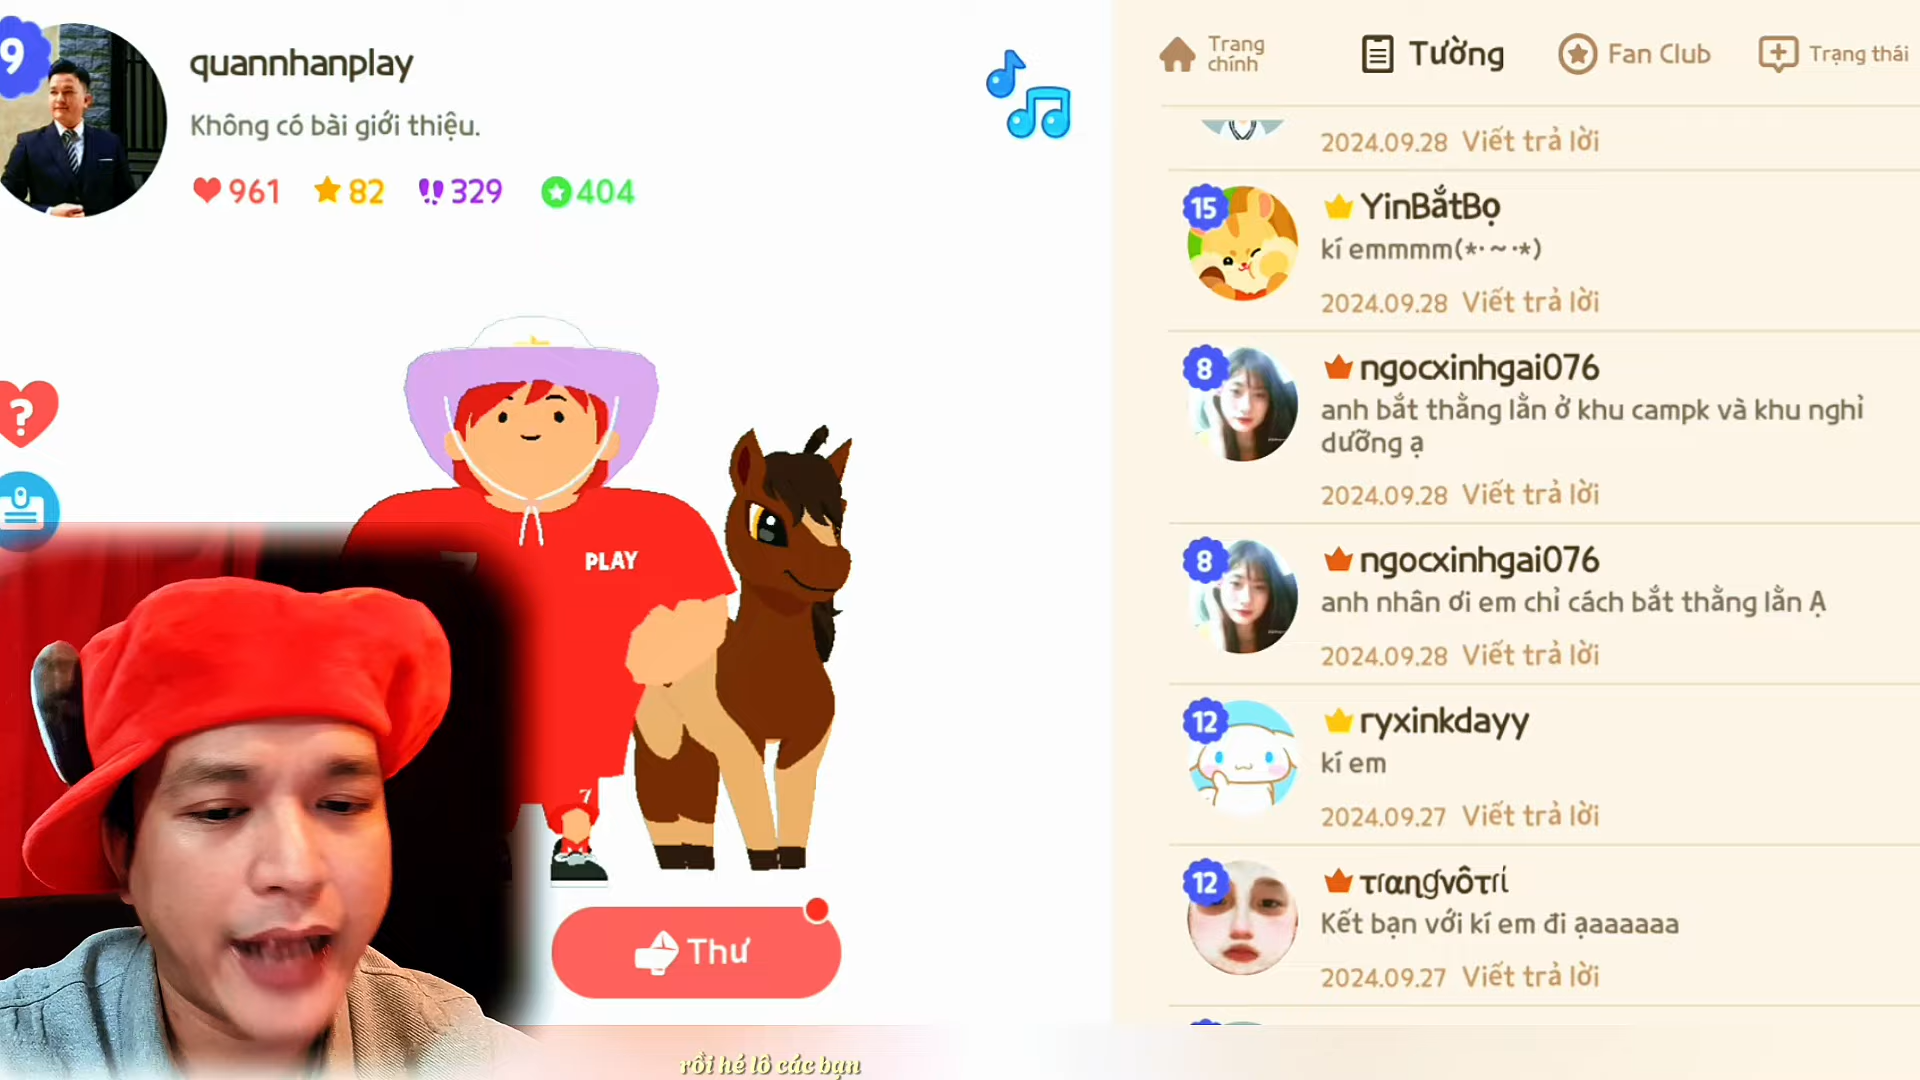 9
quannhanplay
Không có bài giới thiệu.
961 82 329 404
?
PLAY
7
Thư
rồi hé lô các bạn
Trang chính
Tường
Fan Club
Trạng thái
2024.09.28 Viết trả lời
15
YinBắtBọ
kí emmmm(*·~·*)
2024.09.28 Viết trả lời
8
ngocxinhgai076
anh bắt thằng lằn ở khu campk và khu nghỉ
dưỡng ạ
2024.09.28 Viết trả lời
8
ngocxinhgai076
anh nhân ơi em chỉ cách bắt thằng lằn Ạ
2024.09.28 Viết trả lời
12
ryxinkdayy
kí em
2024.09.27 Viết trả lời
12
Kết bạn với kí em đi ạaaaaaa
2024.09.27 Viết trả lời